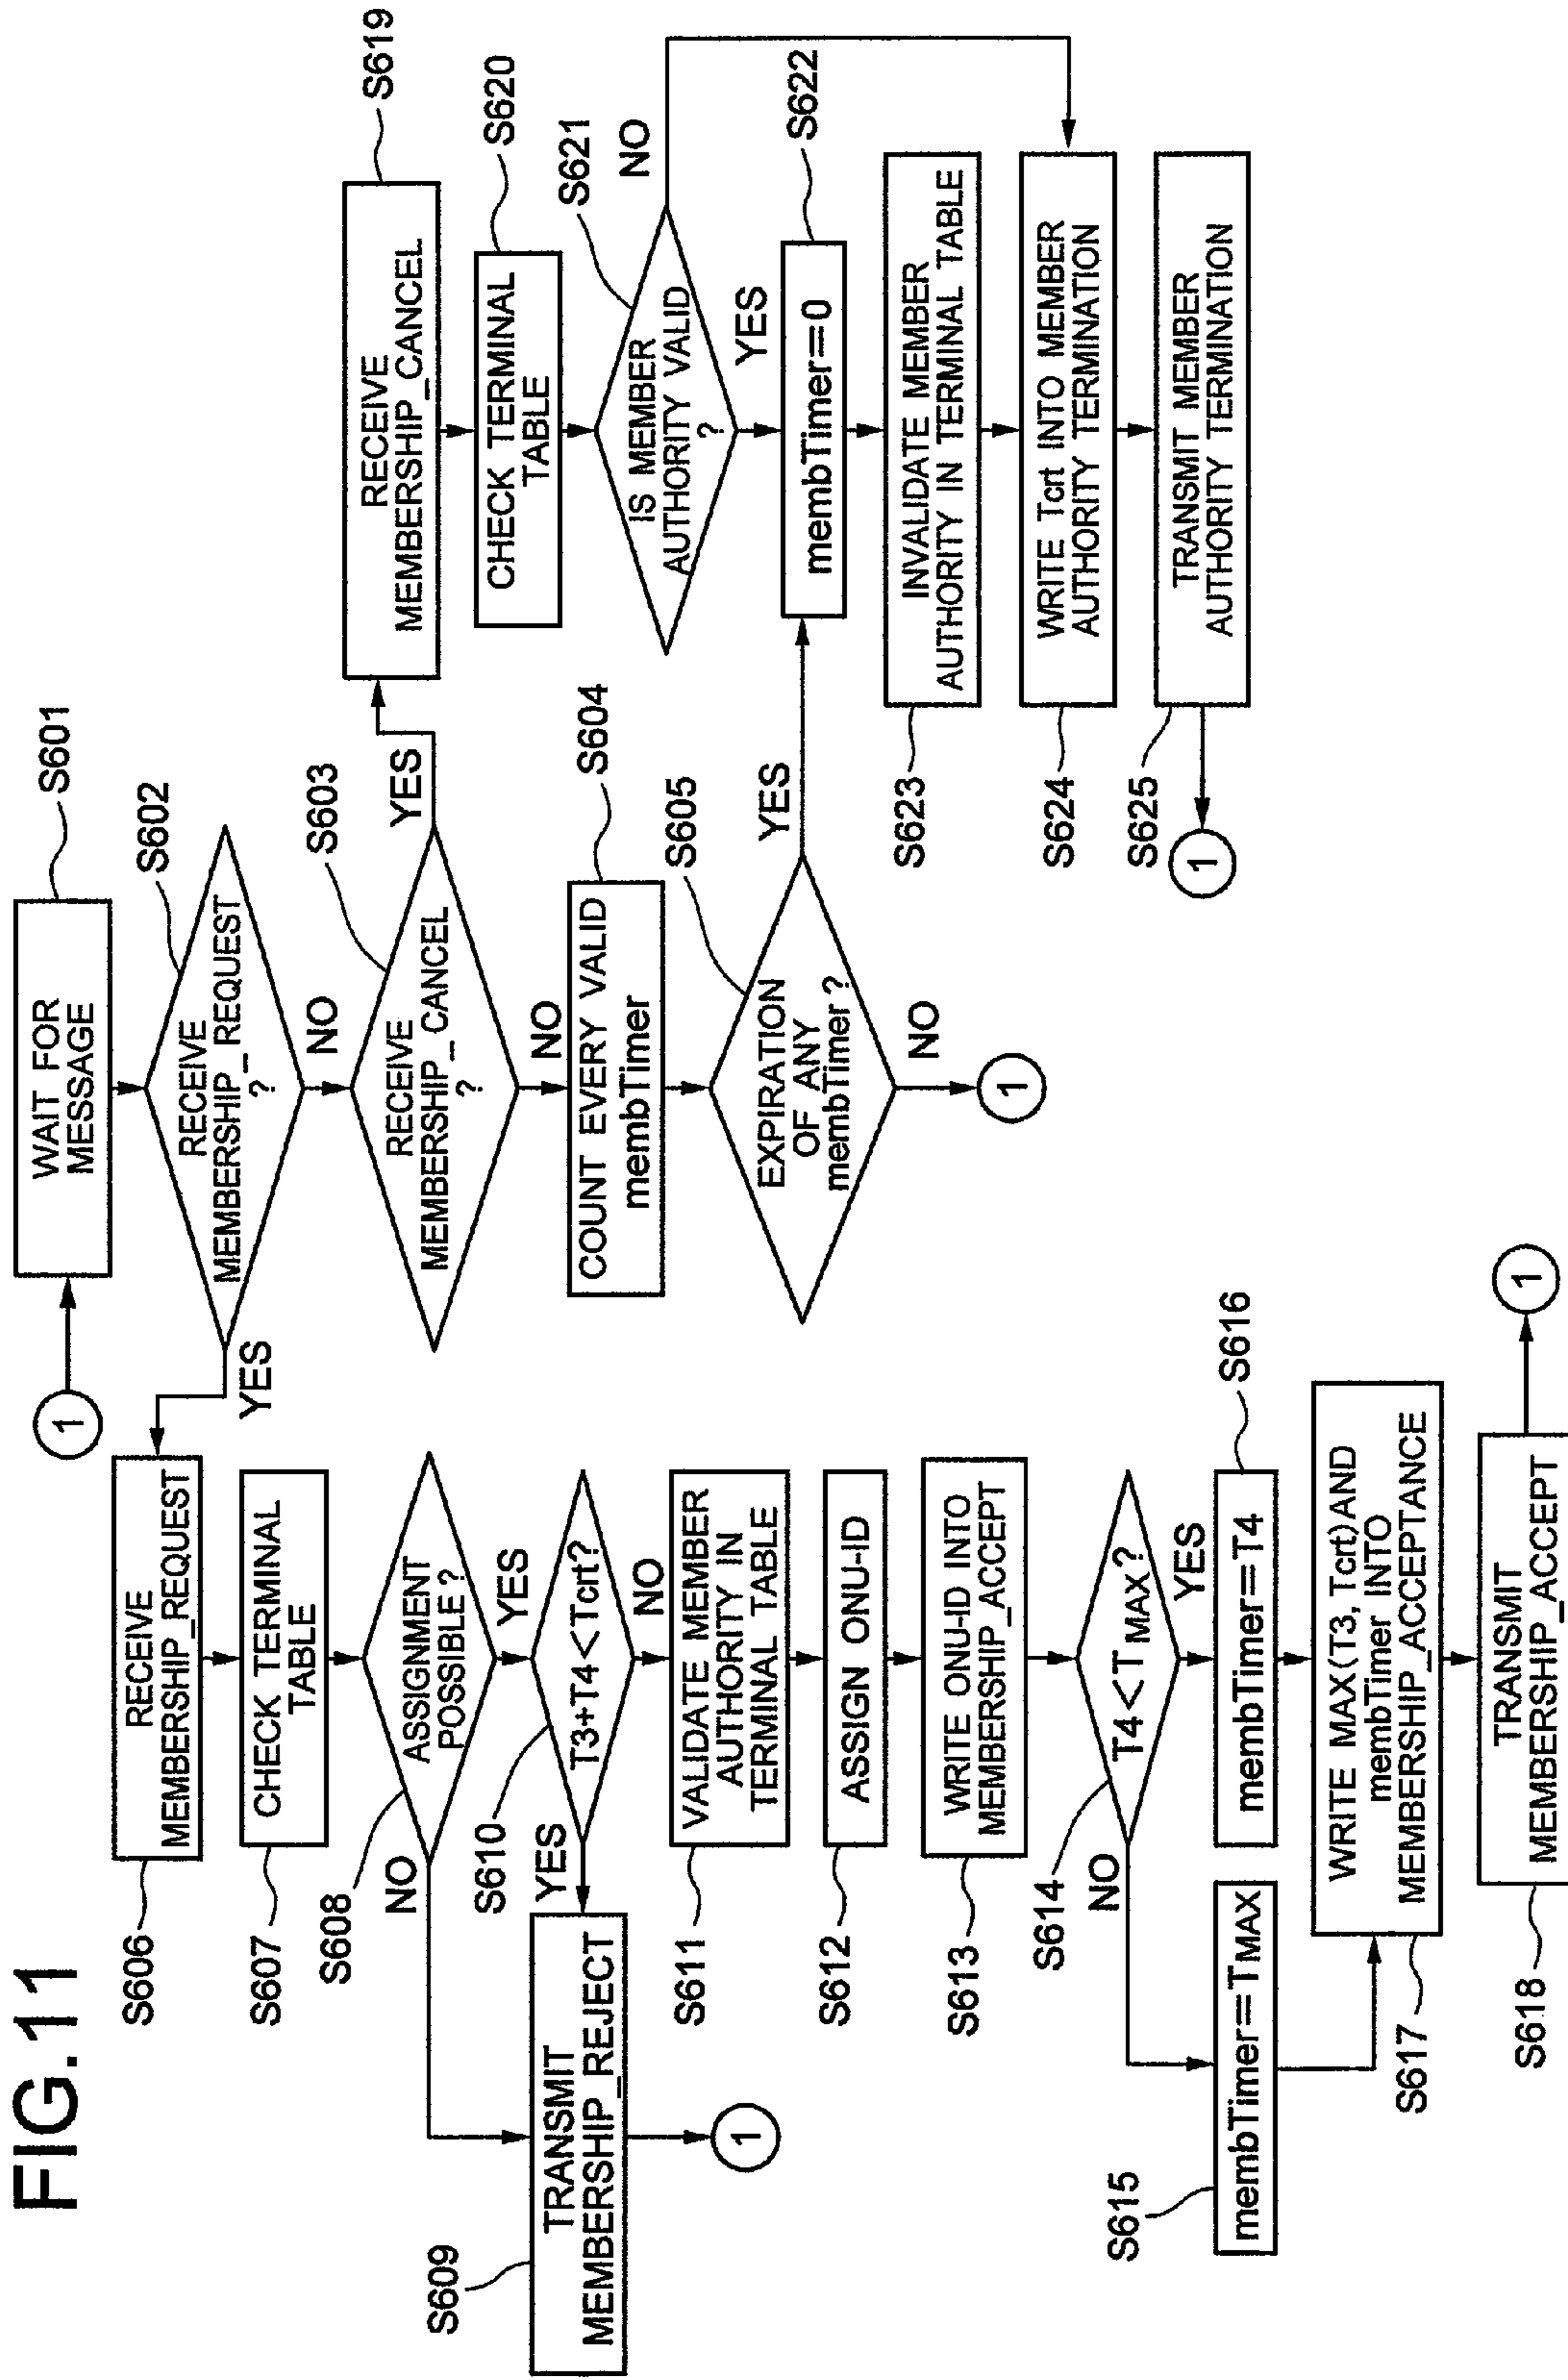 FIG.11
1
WAIT FOR
MESSAGE
S601
RECEIVE
MEMBERSHIP_REQUEST
?
S602
YES
NO
RECEIVE
MEMBERSHIP_CANCEL
?
S603
YES
NO
COUNT EVERY VALID
membTimer
S604
EXPIRATION
OF ANY
membTimer?
S605
YES
NO
1
S606
RECEIVE
MEMBERSHIP_REQUEST
S607
CHECK TERMINAL
TABLE
S608
ASSIGNMENT
POSSIBLE?
NO
YES
S609
TRANSMIT
MEMBERSHIP_REJECT
1
S610
T3+T4<Tcrt?
YES
NO
S611
VALIDATE MEMBER
AUTHORITY IN
TERMINAL TABLE
S612
ASSIGN ONU-ID
S613
WRITE ONU-ID INTO
MEMBERSHIP_ACCEPT
S614
T4<TMAX?
NO
YES
S615
membTimer=TMAX
membTimer=T4
S616
S617
WRITE MAX(T3, Tcrt)AND
membTimer INTO
MEMBERSHIP_ACCEPTANCE
S618
TRANSMIT
MEMBERSHIP_ACCEPT
1
RECEIVE
MEMBERSHIP_CANCEL
S619
CHECK TERMINAL
TABLE
S620
IS MEMBER
AUTHORITY VALID
?
S621
NO
YES
membTimer=0
S622
S623
INVALIDATE MEMBER
AUTHORITY IN TERMINAL TABLE
S624
WRITE Tcrt INTO MEMBER
AUTHORITY TERMINATION
S625
TRANSMIT MEMBER
AUTHORITY TERMINATION
1